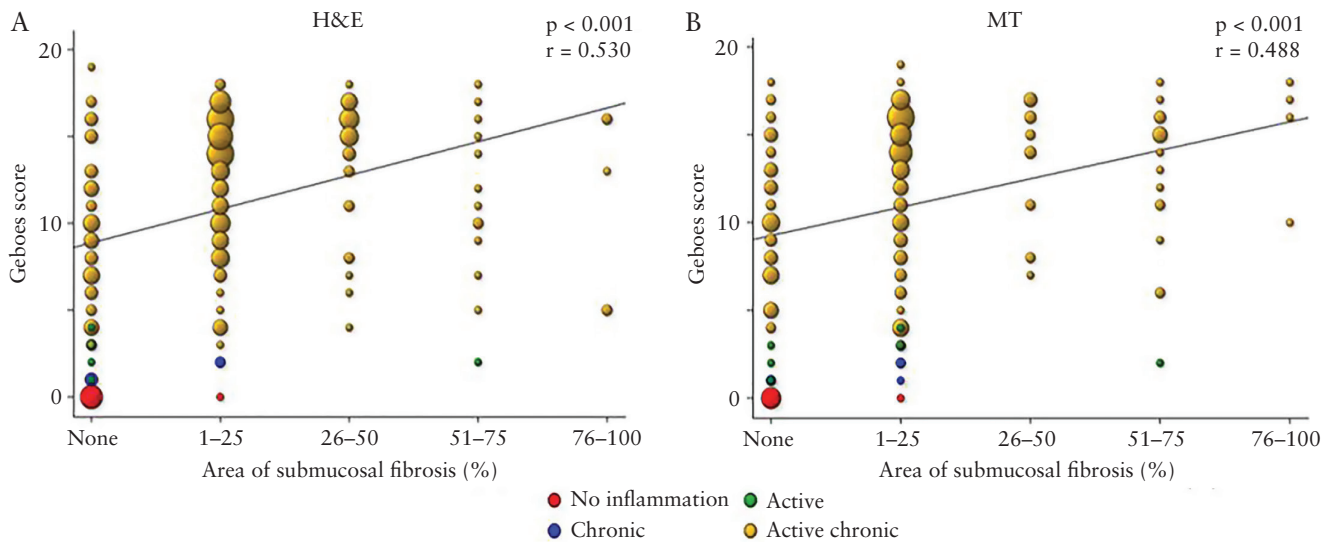 A
H&E
p < 0.001
r = 0.530
20
10
0
Geboes score
None
1–25
26–50
51–75
76–100
Area of submucosal fibrosis (%)
B
MT
p < 0.001
r = 0.488
20
10
0
Geboes score
None
1–25
26–50
51–75
76–100
Area of submucosal fibrosis (%)
No inflammation
Active
Chronic
Active chronic